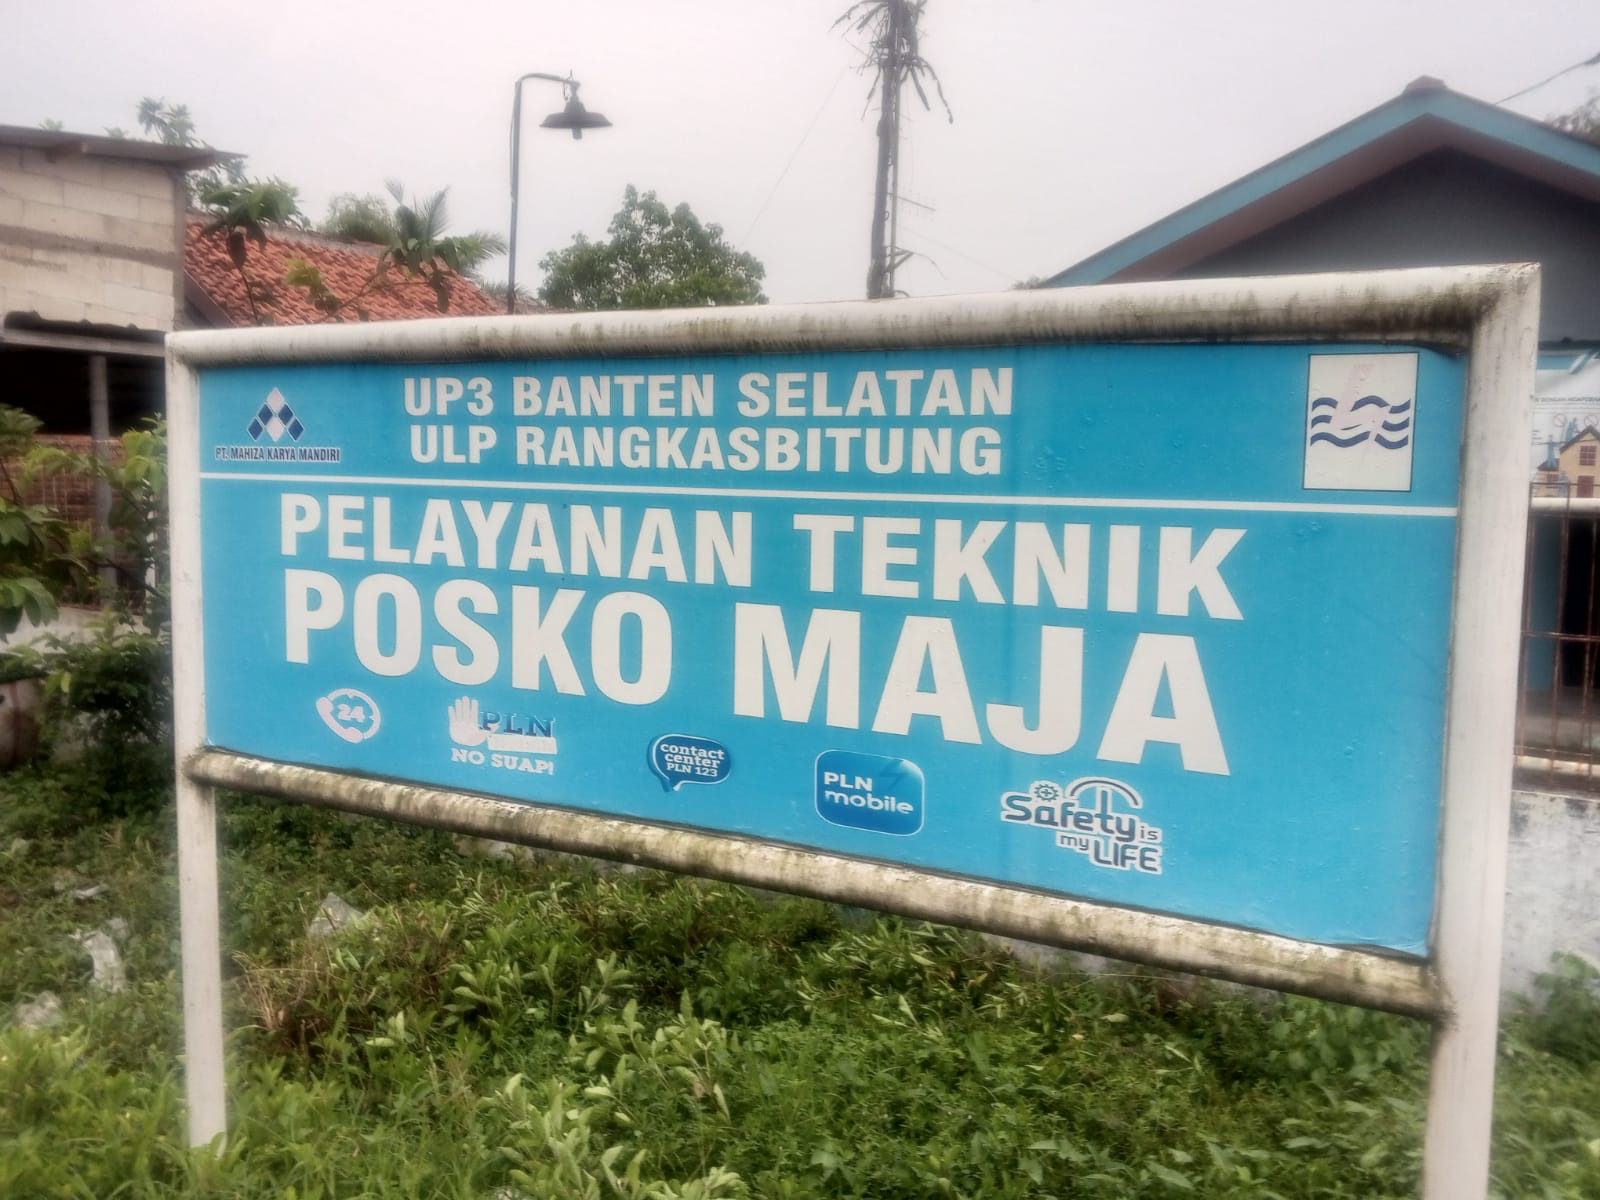 UP3 BANTEN SELATAN
ULP RANGKASBITUNG
PT. MAHIZA KARYA MANDIRI
PELAYANAN TEKNIK
POSKO MAJA
24
PLN
NO SUAP!
contact
center
PLN 123
PLN
mobile
Safety is
my LIFE